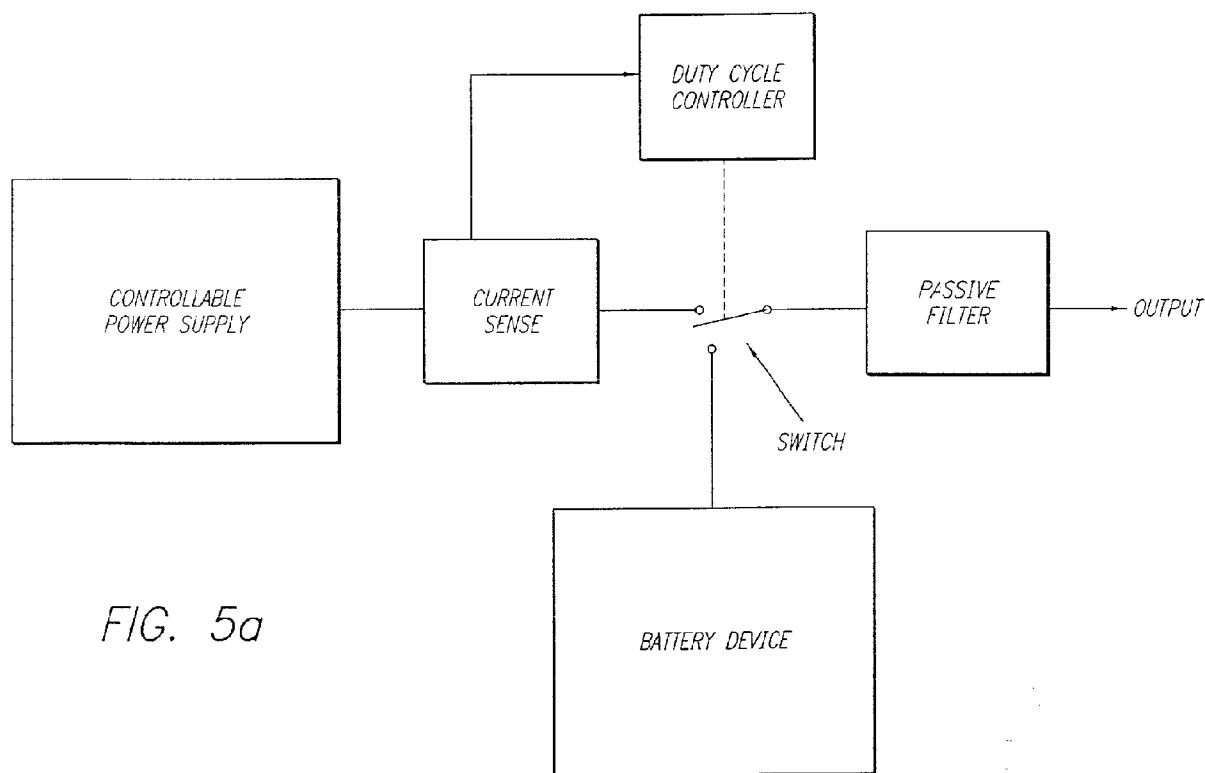 DUTY CYCLE
CONTROLLER
CONTROLLABLE
POWER SUPPLY
CURRENT
SENSE
PASSIVE
FILTER
OUTPUT
SWITCH
BATTERY DEVICE
FIG. 5a